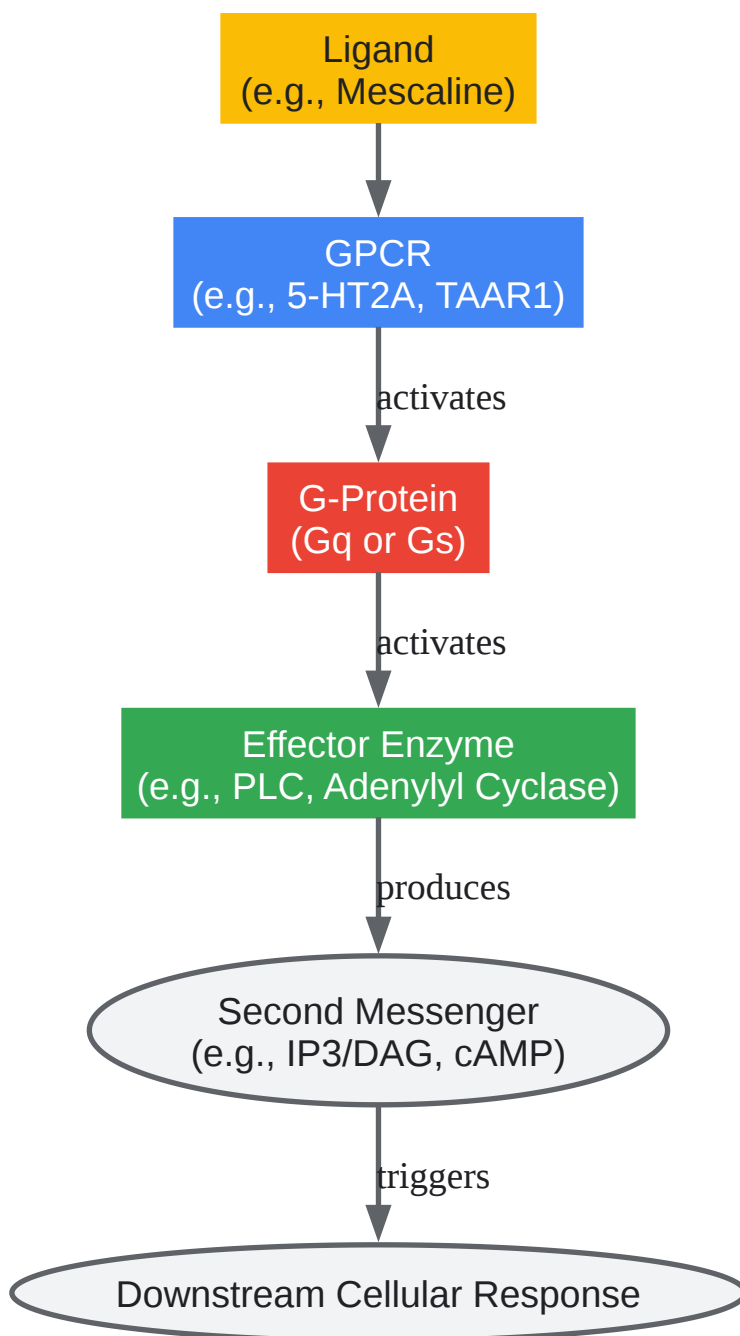 Ligand
(e.g., Mescaline)
GPCR
(e.g., 5-HT2A, TAAR1)
activates
G-Protein
(Gq or Gs)
activates
Effector Enzyme
(e.g., PLC, Adenylyl Cyclase)
produces
Second Messenger
(e.g., IP3/DAG, cAMP)
triggers
Downstream Cellular Response